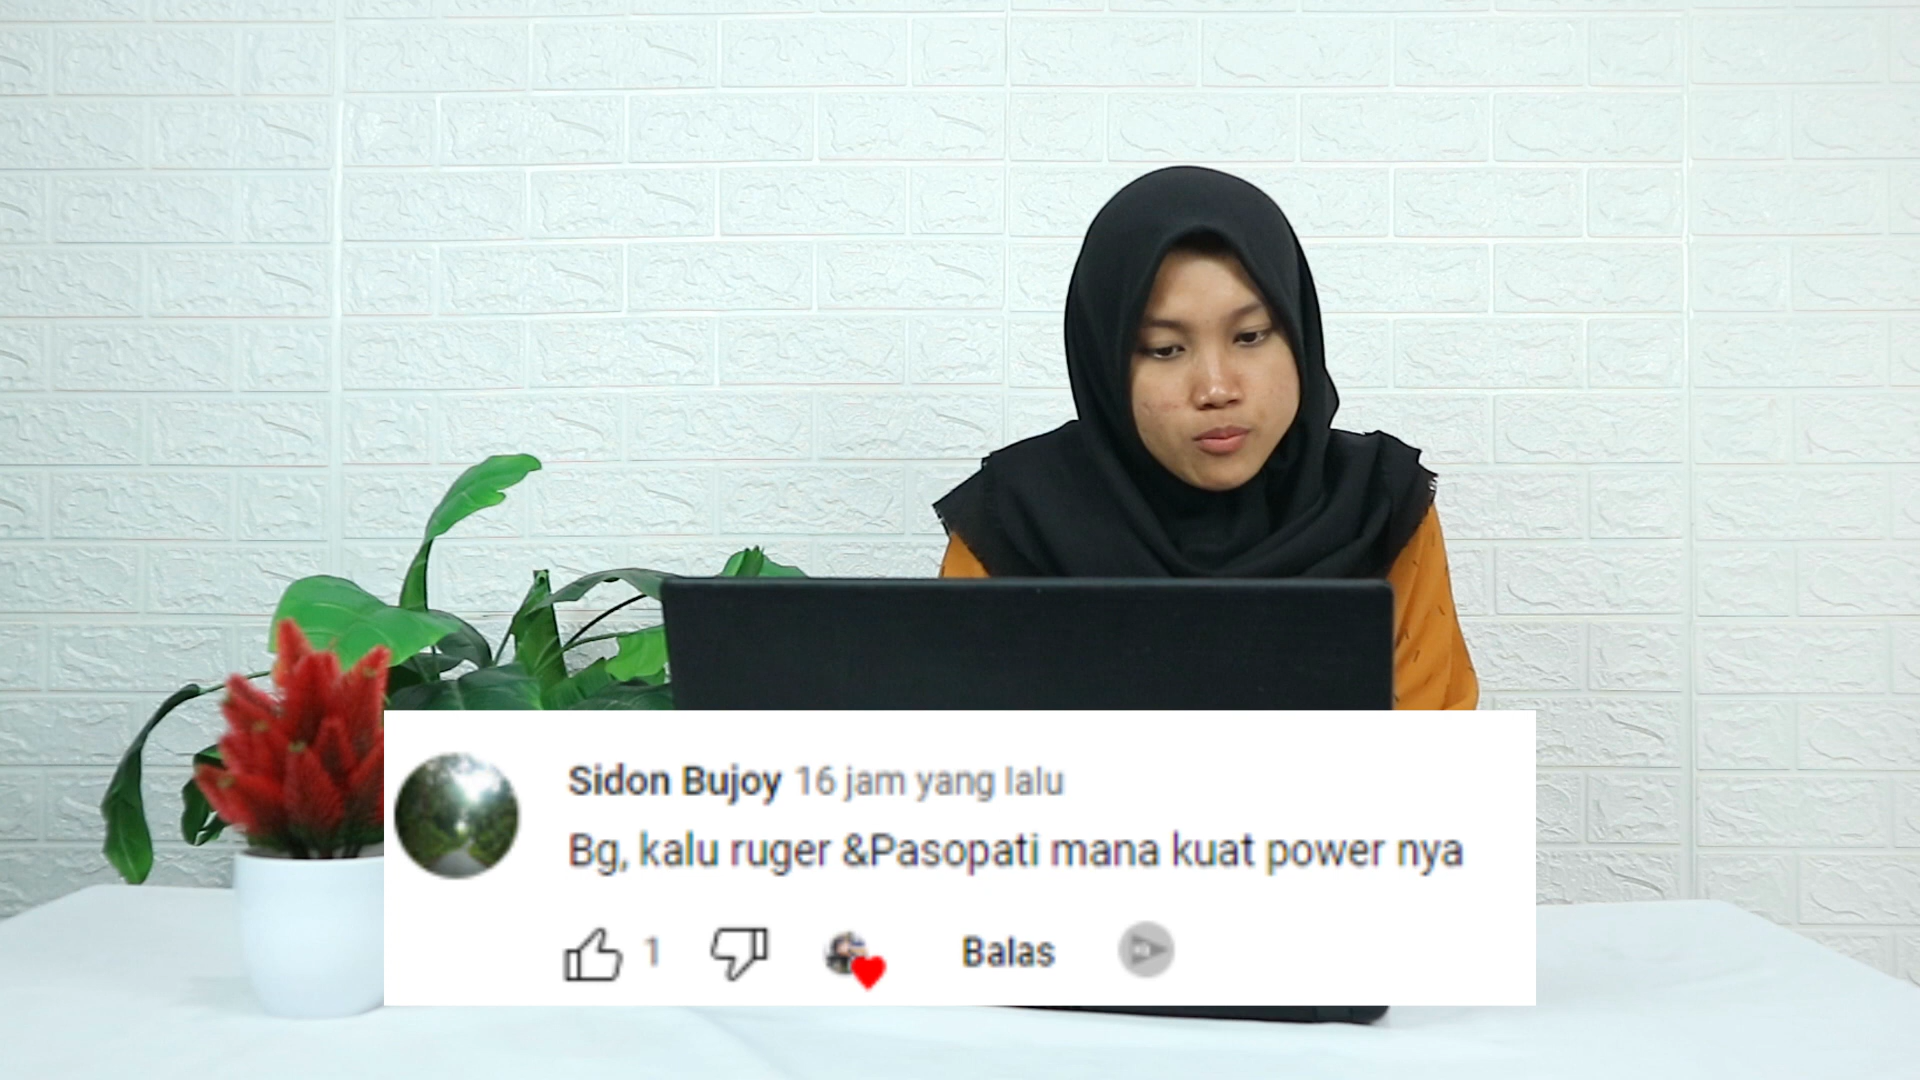 Sidon Bujoy 16 jam yang lalu
Bg, kalu ruger &Pasopati mana kuat power nya
1 Balas